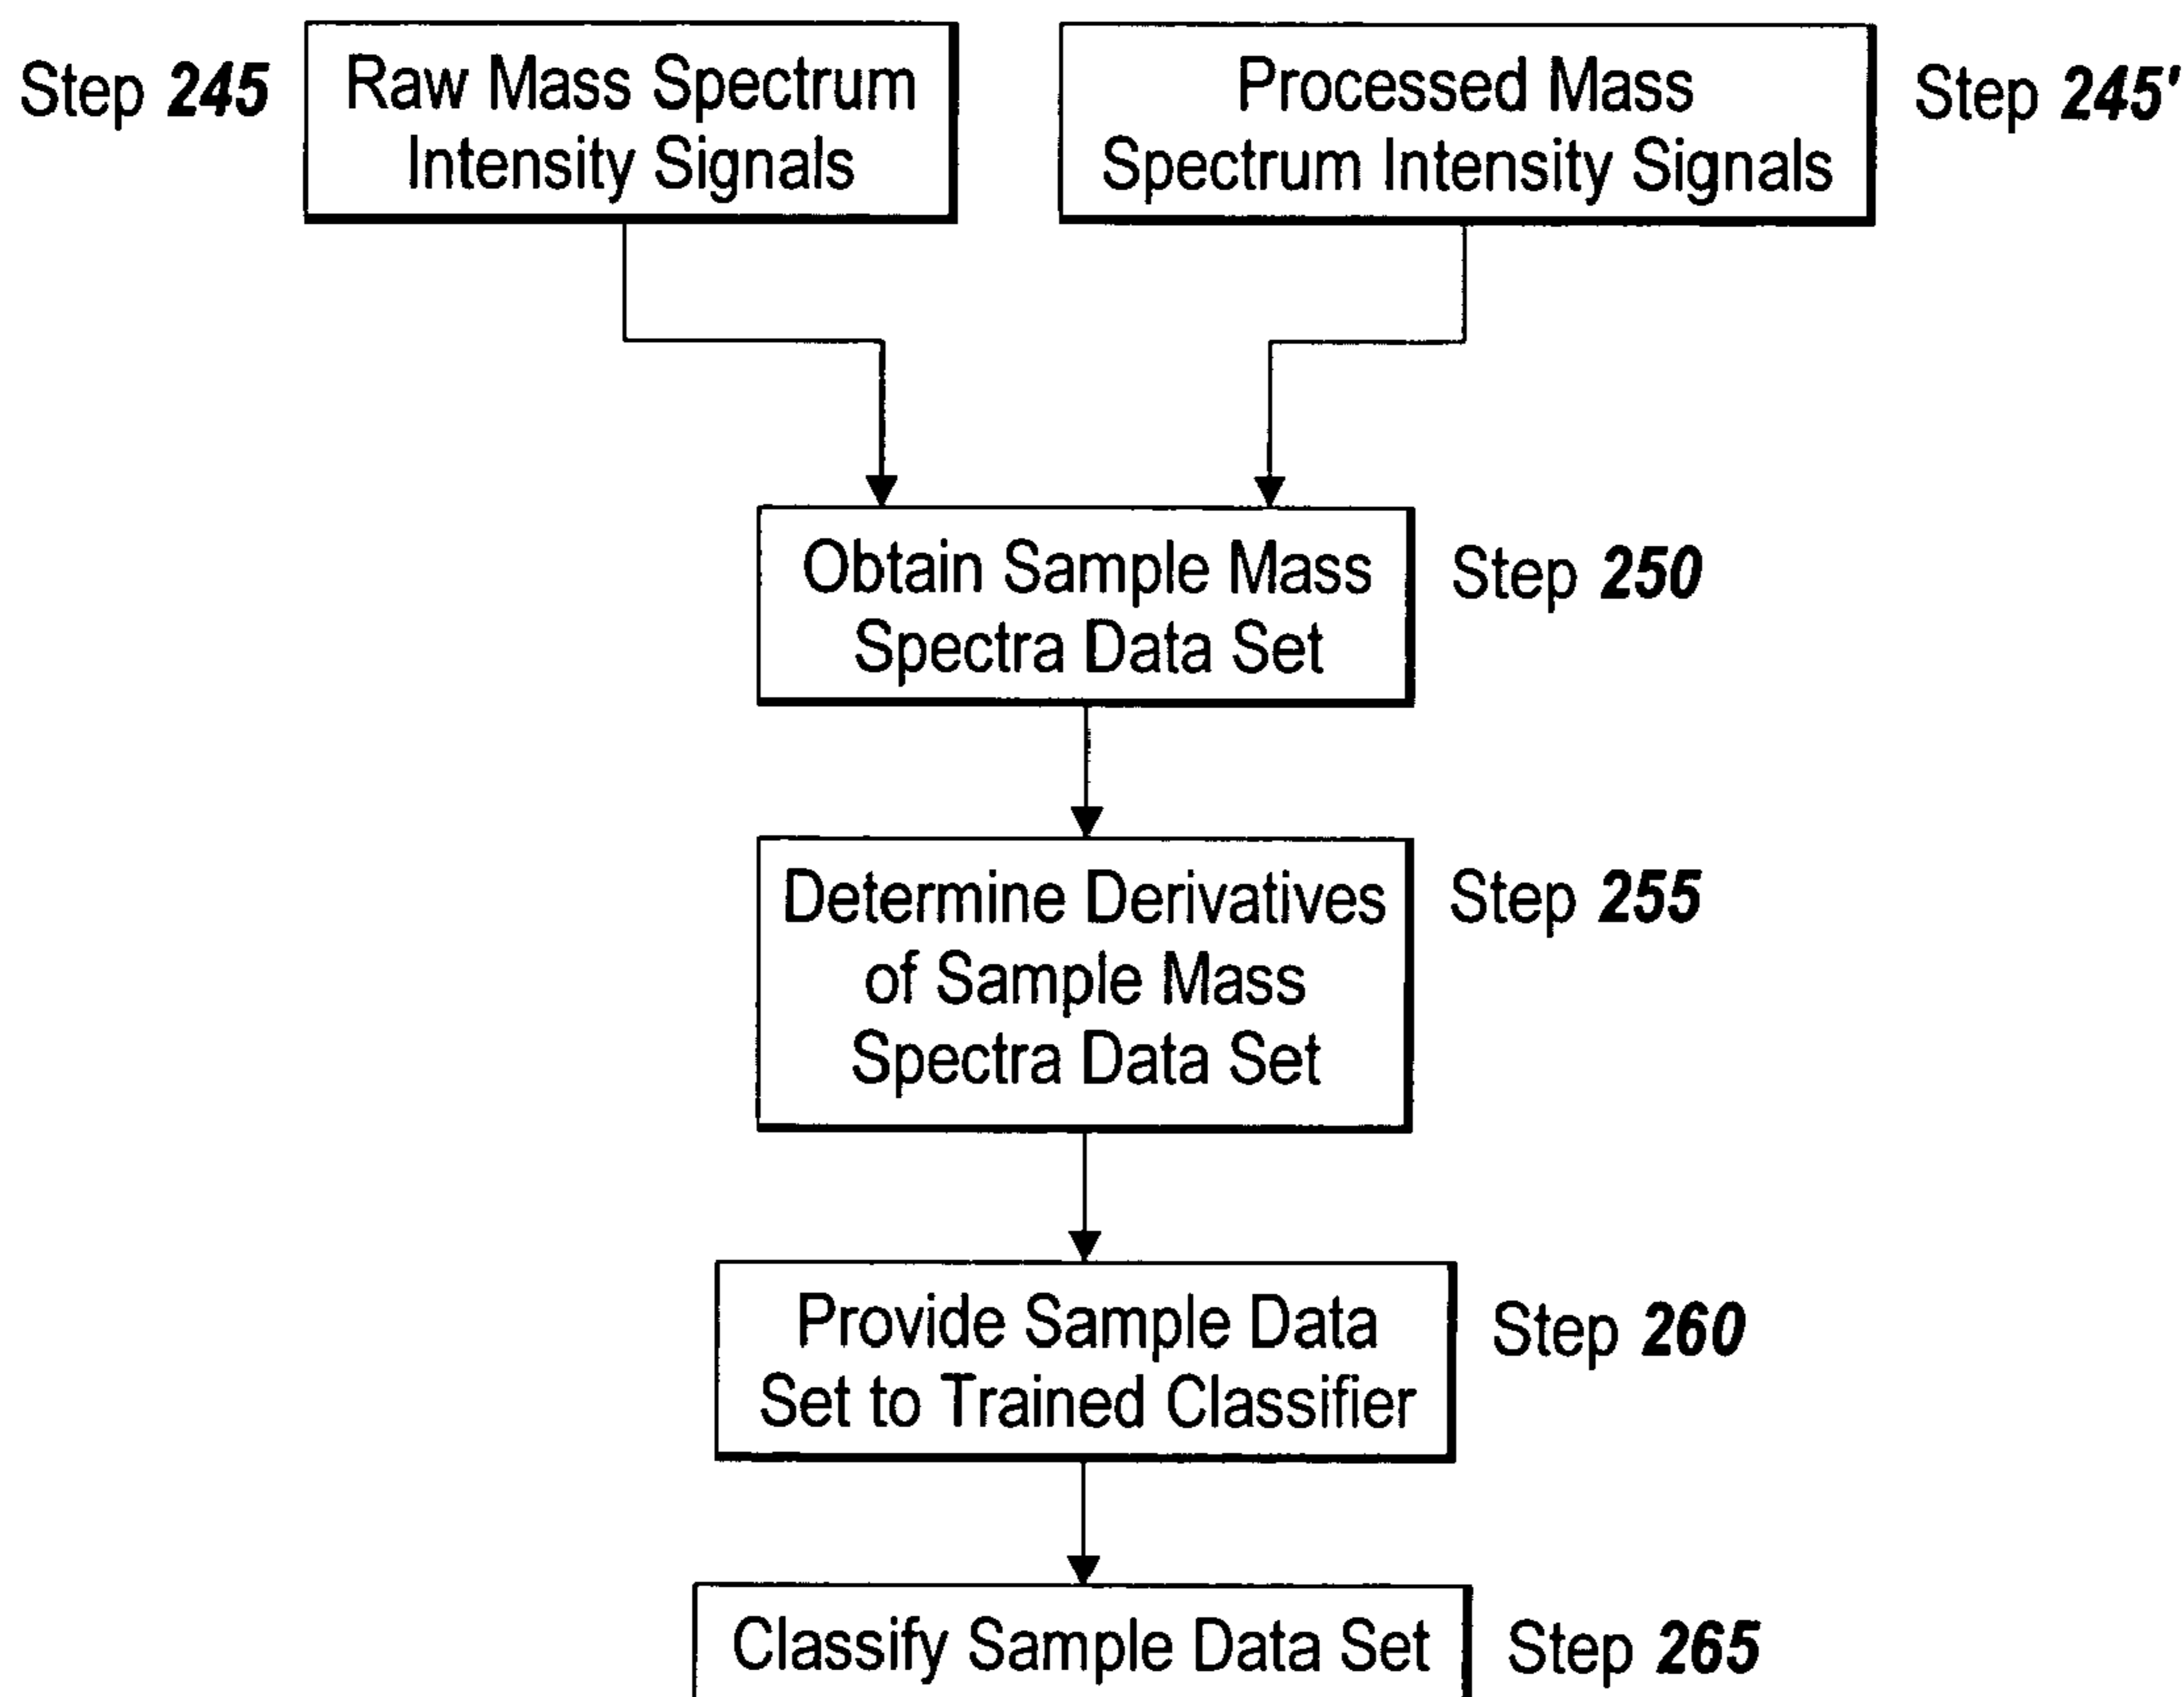 Step 245
Raw Mass Spectrum
Intensity Signals
Processed Mass
Spectrum Intensity Signals
Step 245'
Obtain Sample Mass
Spectra Data Set
Step 250
Determine Derivatives
of Sample Mass
Spectra Data Set
Step 255
Provide Sample Data
Set to Trained Classifier
Step 260
Classify Sample Data Set
Step 265